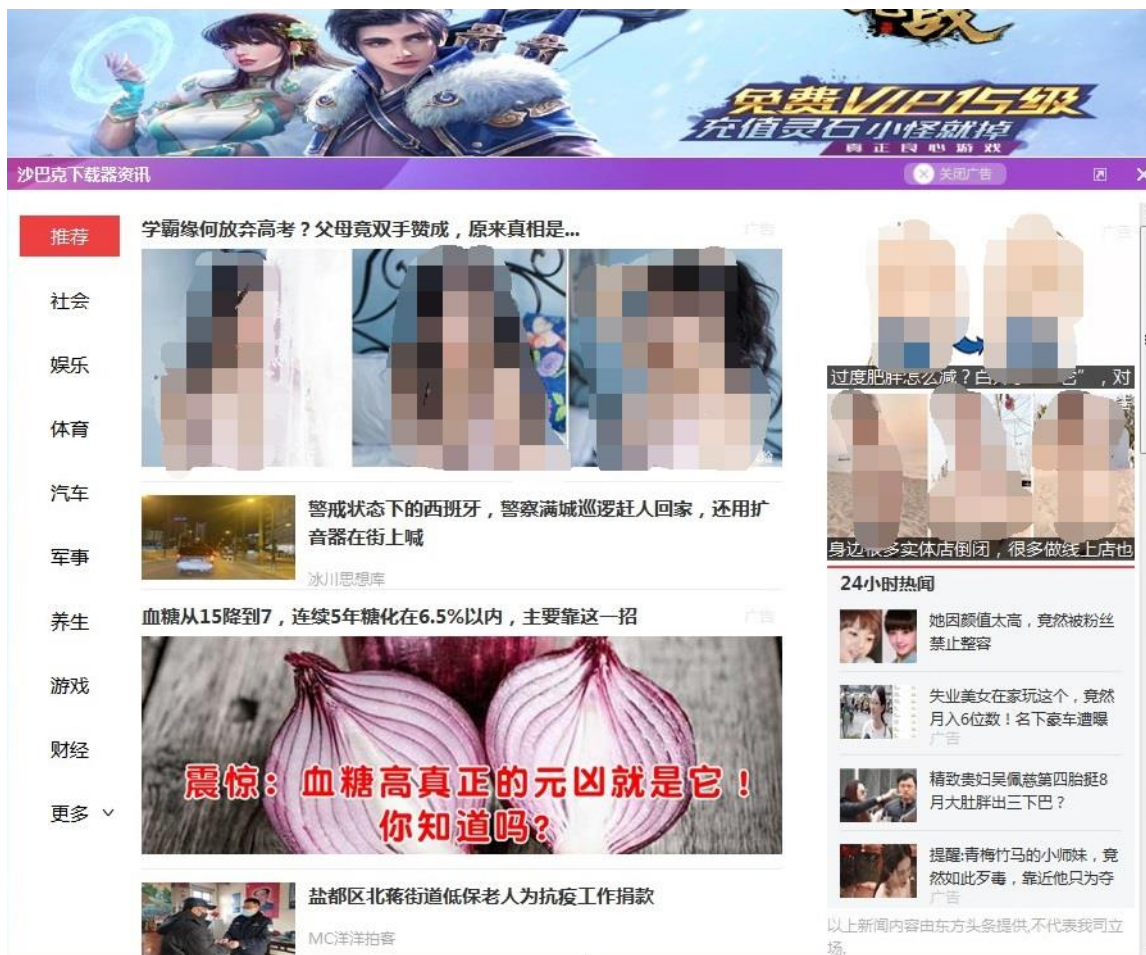 免费VIP15级
充值灵石小怪就掉
真正良心游戏
沙巴克下载器资讯
关闭广告
推荐
社会
娱乐
体育
汽车
军事
养生
游戏
财经
更多
学霸缘何放弃高考？父母竟双手赞成，原来真相是...
广告
警戒状态下的西班牙，警察满城巡逻赶人回家，还用扩
音器在街上喊
冰川思想库
血糖从15降到7，连续5年糖化在6.5%以内，主要靠这一招
广告
震惊：血糖高真正的元凶就是它！
你知道吗？
盐都区北蒋街道低保老人为抗疫工作捐款
MC洋洋拍客
广告
过度肥胖怎么减？白 ，对
身边很多实体店倒闭，很多做线上店也
24小时热闻
她因颜值太高，竟然被粉丝
禁止整容
失业美女在家玩这个，竟然
月入6位数！名下豪车遭曝
广告
精致贵妇吴佩慈第四胎挺8
月大肚胖出三下巴？
提醒:青梅竹马的小师妹，竟
然如此歹毒，靠近他只为夺
广告
以上新闻内容由东方头条提供,不代表我司立
场.